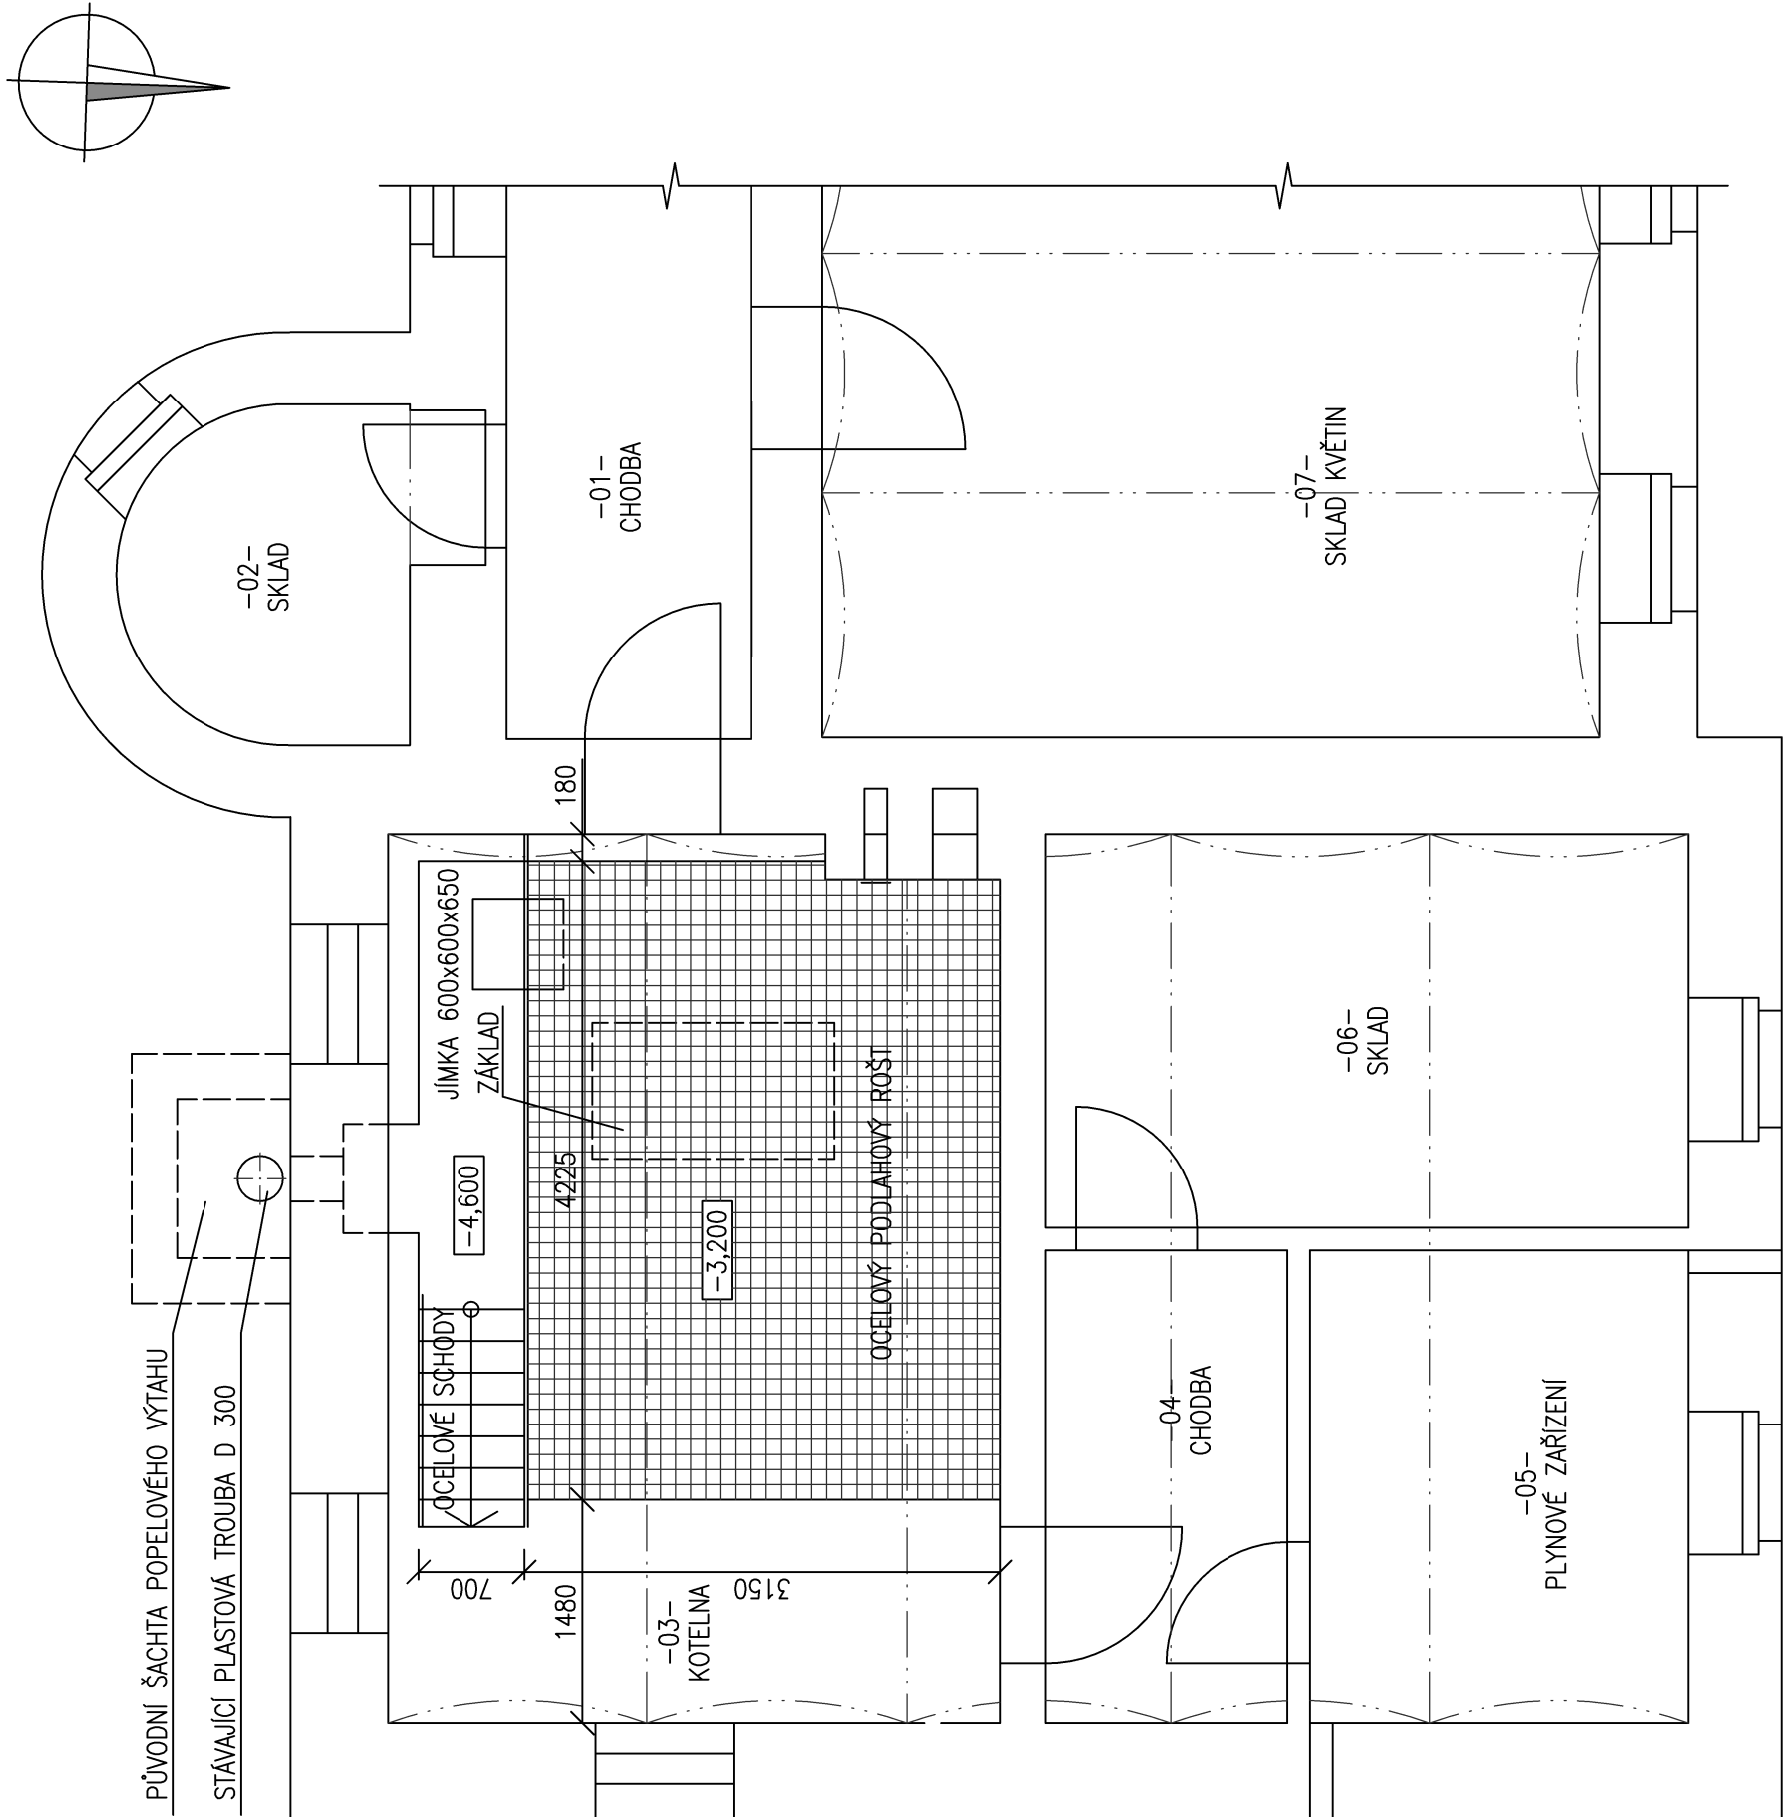 PŮVODNÍ ŠACHTA POPELOVÉHO VÝTAHU
STÁVAJÍCÍ PLASTOVÁ TROUBA D 300
-02-
SKLAD
-01-
CHODBA
-07-
SKLAD KVĚTIN
180
JÍMKA 600x600x650
ZÁKLAD
-4,600
4225
-3,200
OCELOVÝ PODLAHOVÝ ROŠT
OCELOVÉ SCHODY
700
3150
1480
-03-
KOTELNA
-06-
SKLAD
-04-
CHODBA
-05-
PLYNOVÉ ZAŘÍZENÍ